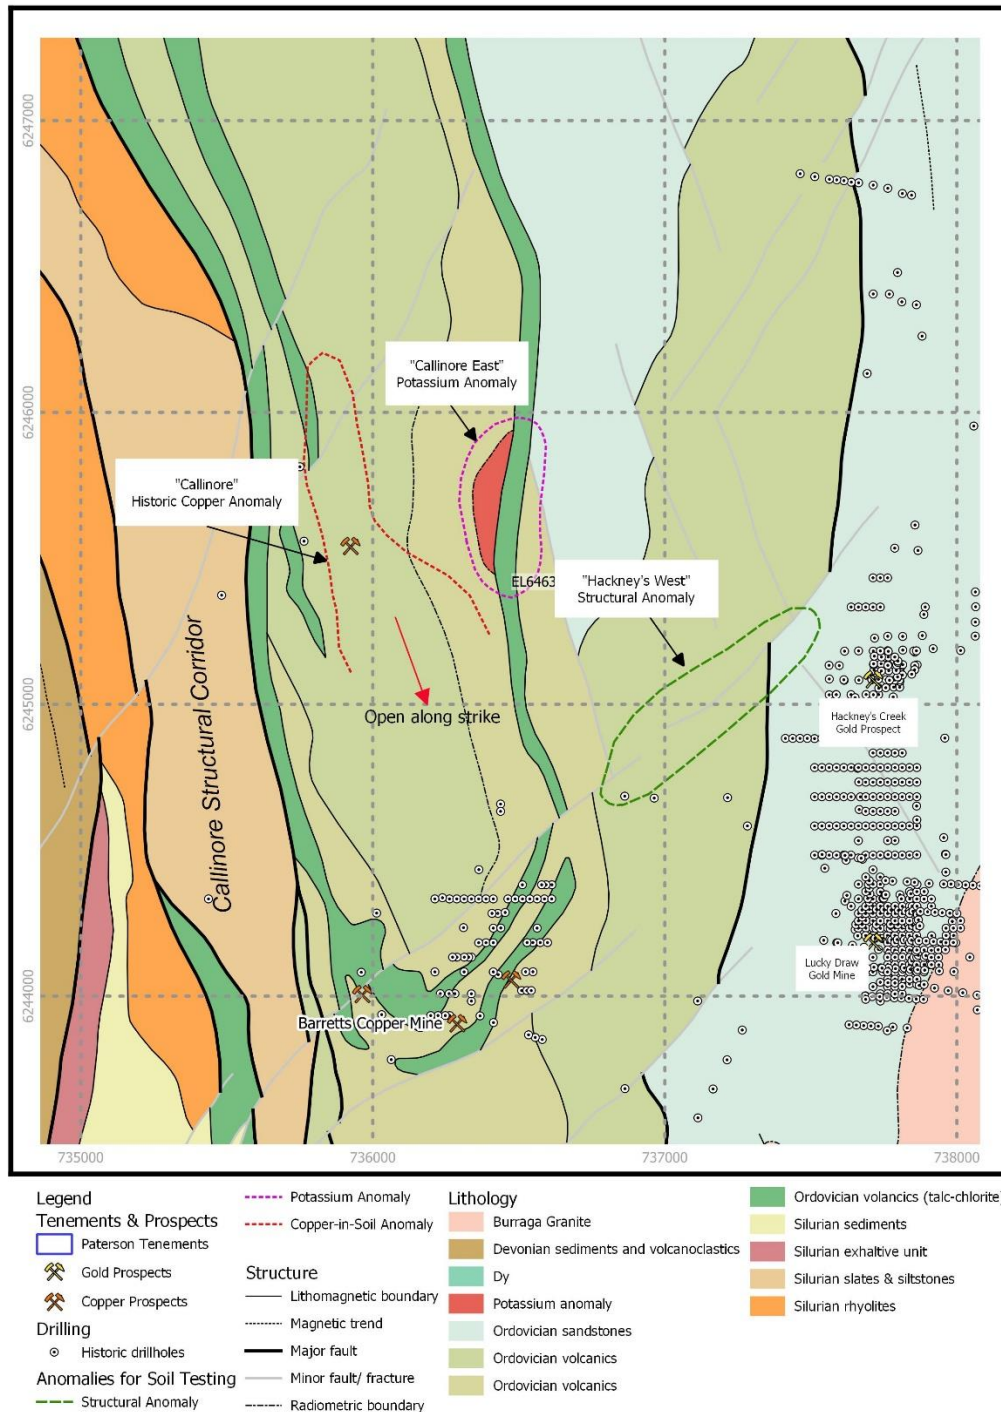 6247000
6246000
6245000
6244000
"Callinore East"
Potassium Anomaly
"Callinore"
Historic Copper Anomaly
EL6463
"Hackney's West"
Structural Anomaly
Callinore Structural Corridor
Open along strike
Hackney's Creek
Gold Prospect
Lucky Draw
Gold Mine
Barretts Copper Mine
735000
736000
737000
738000
Legend
Tenements & Prospects
Paterson Tenements
Gold Prospects
Copper Prospects
Drilling
Historic drillholes
Anomalies for Soil Testing
Structural Anomaly
Potassium Anomaly
Copper-in-Soil Anomaly
Structure
Lithomagnetic boundary
Magnetic trend
Major fault
Minor fault/ fracture
Radiometric boundary
Lithology
Burraga Granite
Devonian sediments and volcanoclastics
Dy
Potassium anomaly
Ordovician sandstones
Ordovician volcanics
Ordovician volcanics
Ordovician volancics (talc-chlorite)
Silurian sediments
Silurian exhaltive unit
Silurian slates & siltstones
Silurian rhyolites